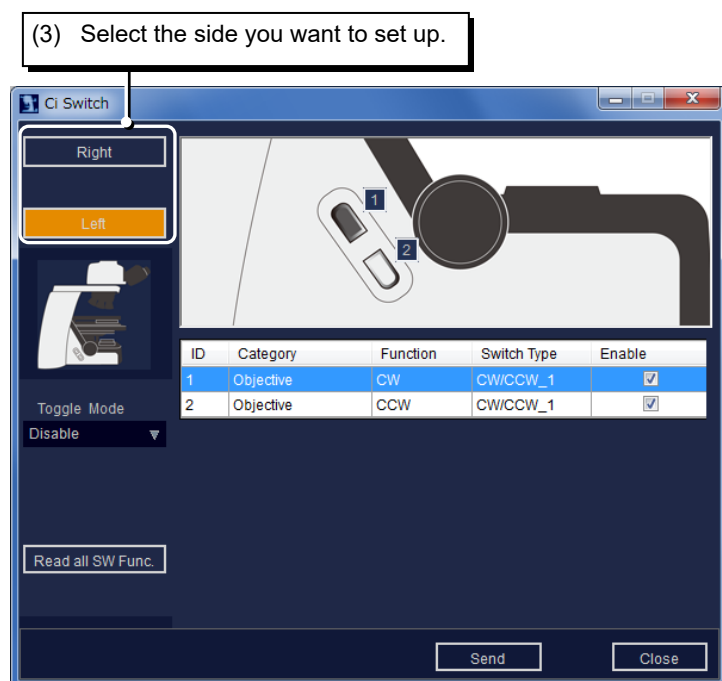 (3) Select the side you want to set up.
Ci Switch
Right
Left
1
2
ID Category Function Switch Type Enable
1 Objective CW CW/CCW_1
2 Objective CCW CW/CCW_1
Toggle Mode
Disable
Read all SW Func.
Send Close